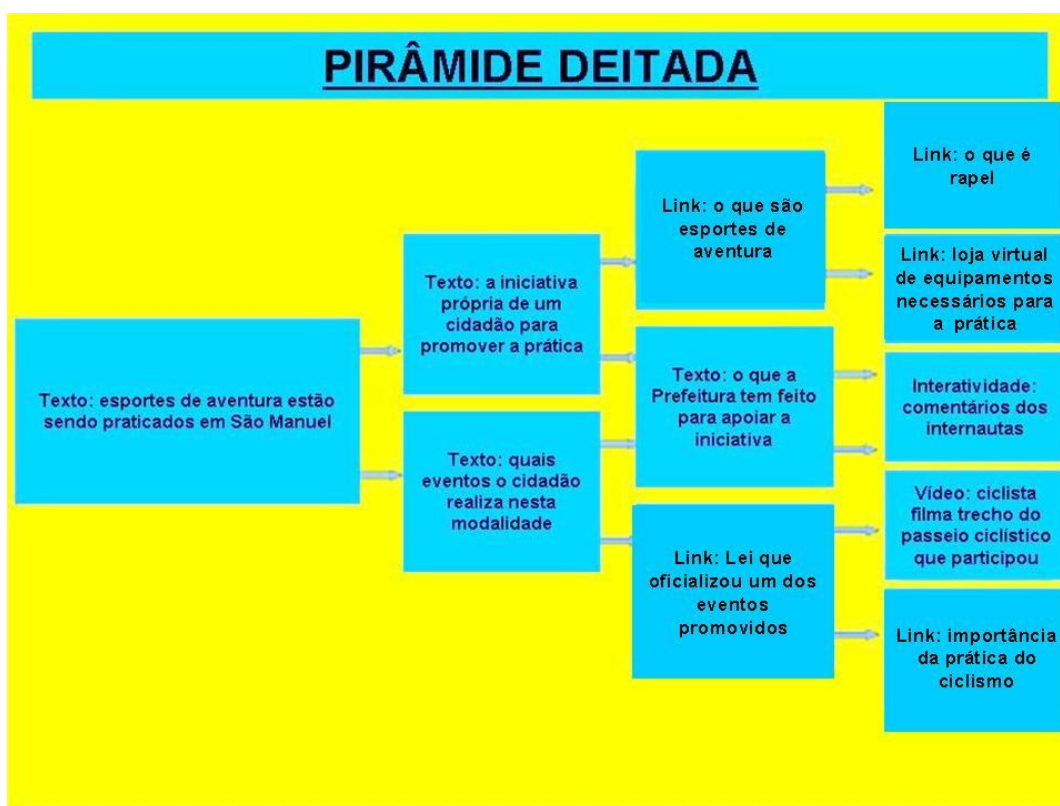 PIRÂMIDE DEITADA
Texto: esportes de aventura estão
sendo praticados em São Manuel
Texto: a iniciativa
própria de um
cidadão para
promover a prática
Texto: quais
eventos o cidadão
realiza nesta
modalidade
Link: o que são
esportes de
aventura
Texto: o que a
Prefeitura tem feito
para apoiar a
iniciativa
Link: Lei que
oficializou um dos
eventos
promovidos
Link: o que é
rapel
Link: loja virtual
de equipamentos
necessários para
a prática
Interatividade:
comentários dos
internautas
Vídeo: ciclista
filma trecho do
passeio ciclístico
que participou
Link: importância
da prática do
ciclismo